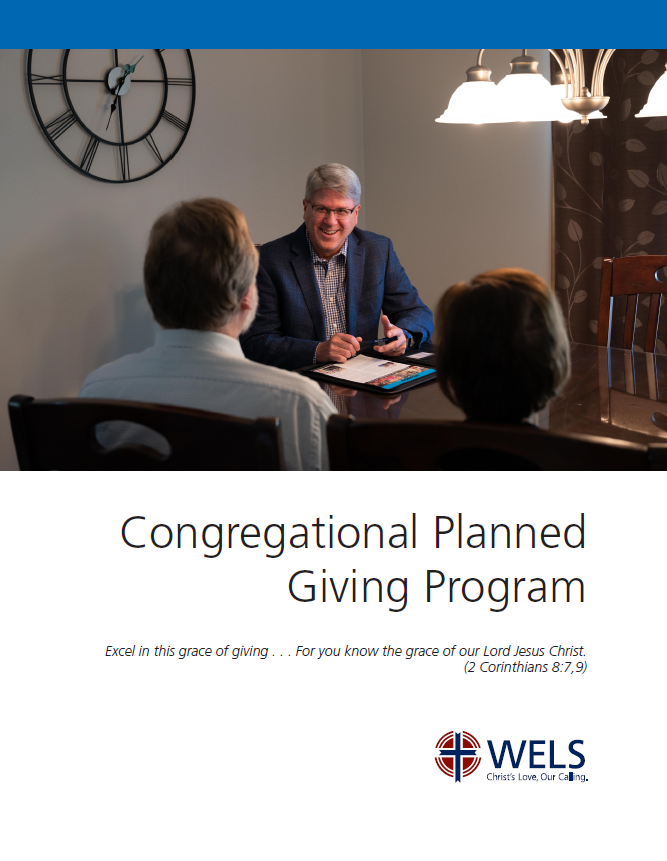 Congregational Planned
Giving Program
Excel in this grace of giving . . . For you know the grace of our Lord Jesus Christ.
(2 Corinthians 8:7,9)
WELS
Christ's Love, Our Calling.